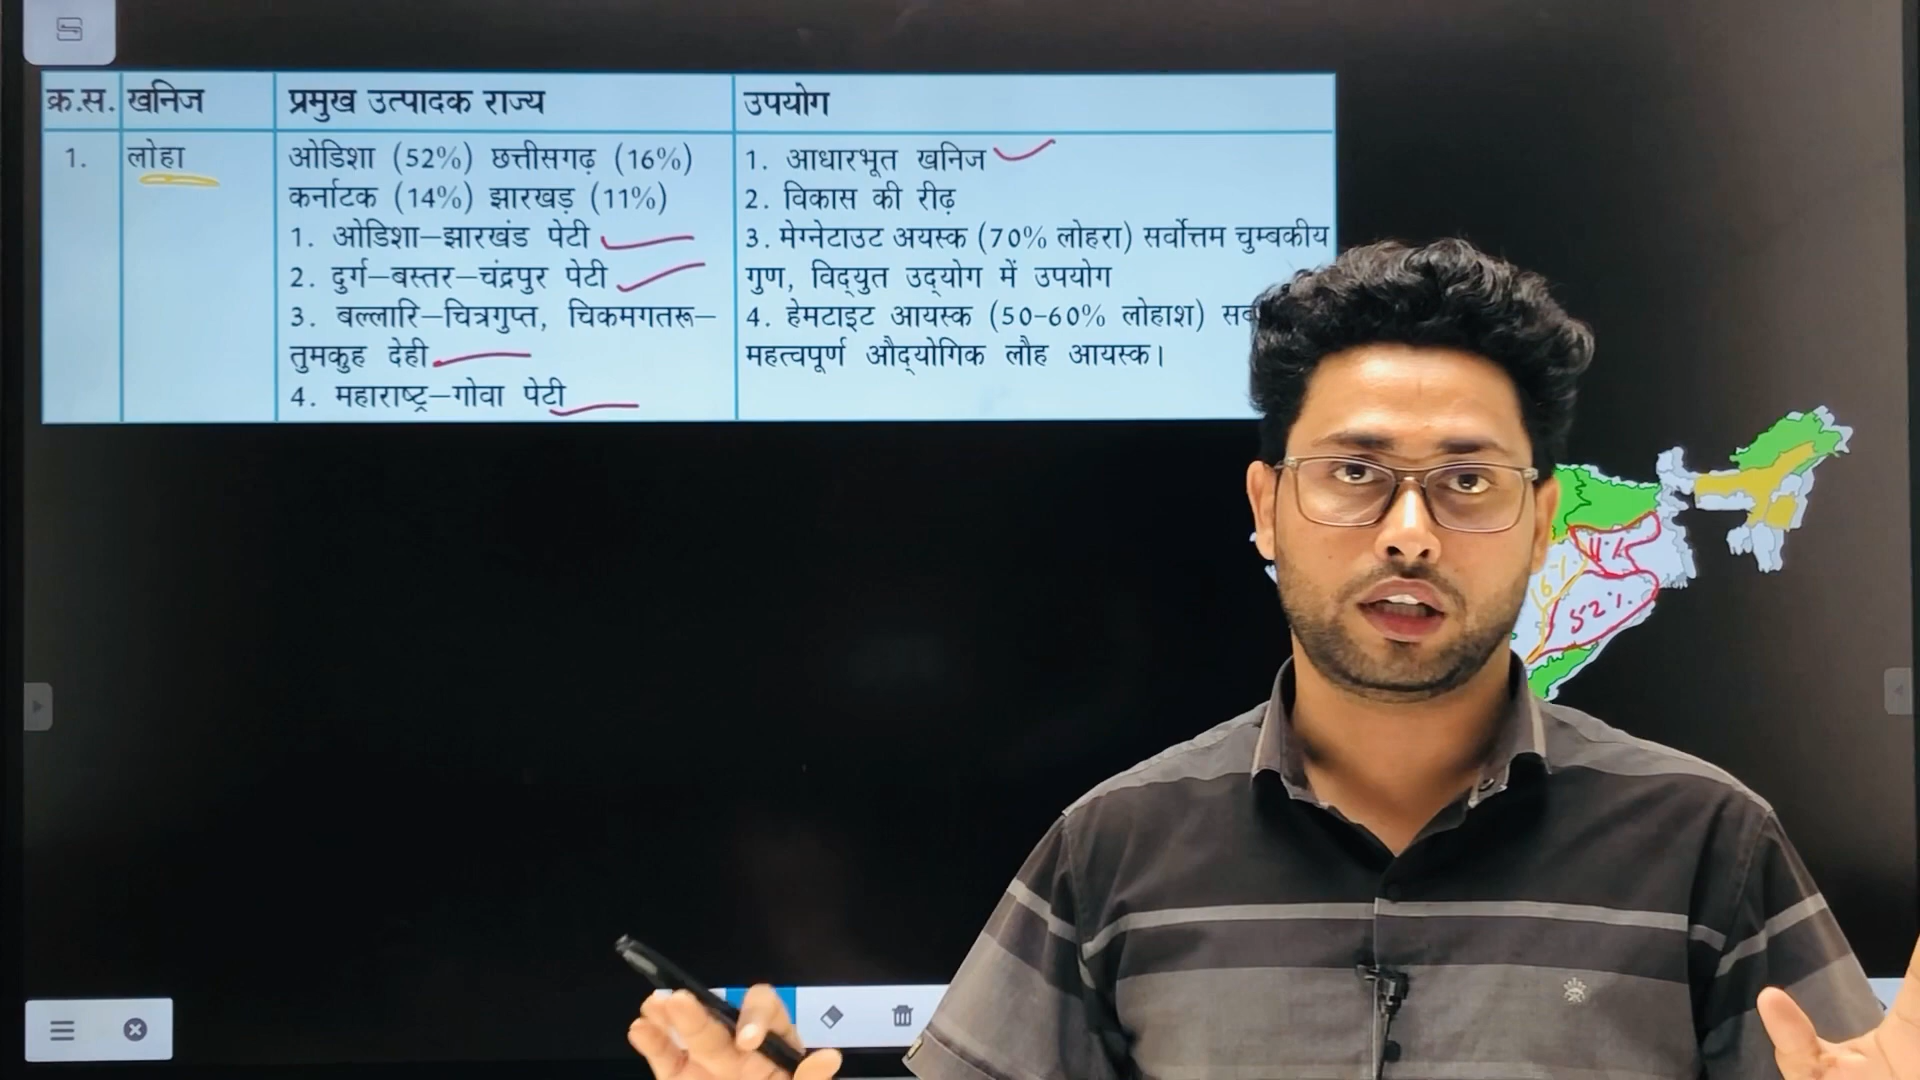 क्र.स. खनिज प्रमुख उत्पादक राज्य उपयोग
1. लोहा
ओडिशा (52%) छत्तीसगढ़ (16%)
कर्नाटक (14%) झारखड़ (11%)
1. ओडिशा–झारखंड पेटी
2. दुर्ग–बस्तर–चंद्रपुर पेटी
3. बल्लारि–चित्रगुप्त, चिकमगतरू–
तुमकुह देही
4. महाराष्ट्र–गोवा पेटी
1. आधारभूत खनिज
2. विकास की रीढ़
3. मेग्नेटाउट अयस्क (70% लोहरा) सर्वोत्तम चुम्बकीय
गुण, विद्युत उद्योग में उपयोग
4. हेमटाइट आयस्क (50-60% लोहाश)
महत्वपूर्ण औद्योगिक लौह आयस्क।
11%
6%
52%